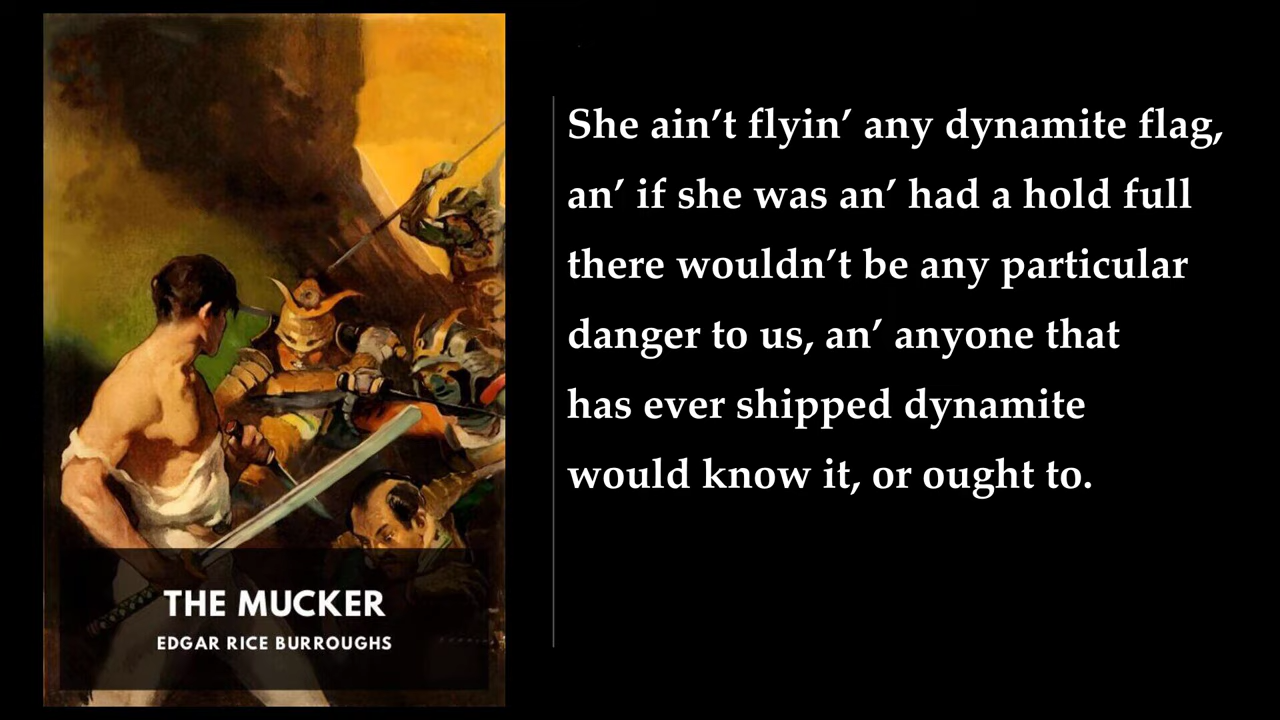 She ain’t flyin’ any dynamite flag,
an’ if she was an’ had a hold full
there wouldn’t be any particular
danger to us, an’ anyone that
has ever shipped dynamite
would know it, or ought to.
THE MUCKER
EDGAR RICE BURROUGHS